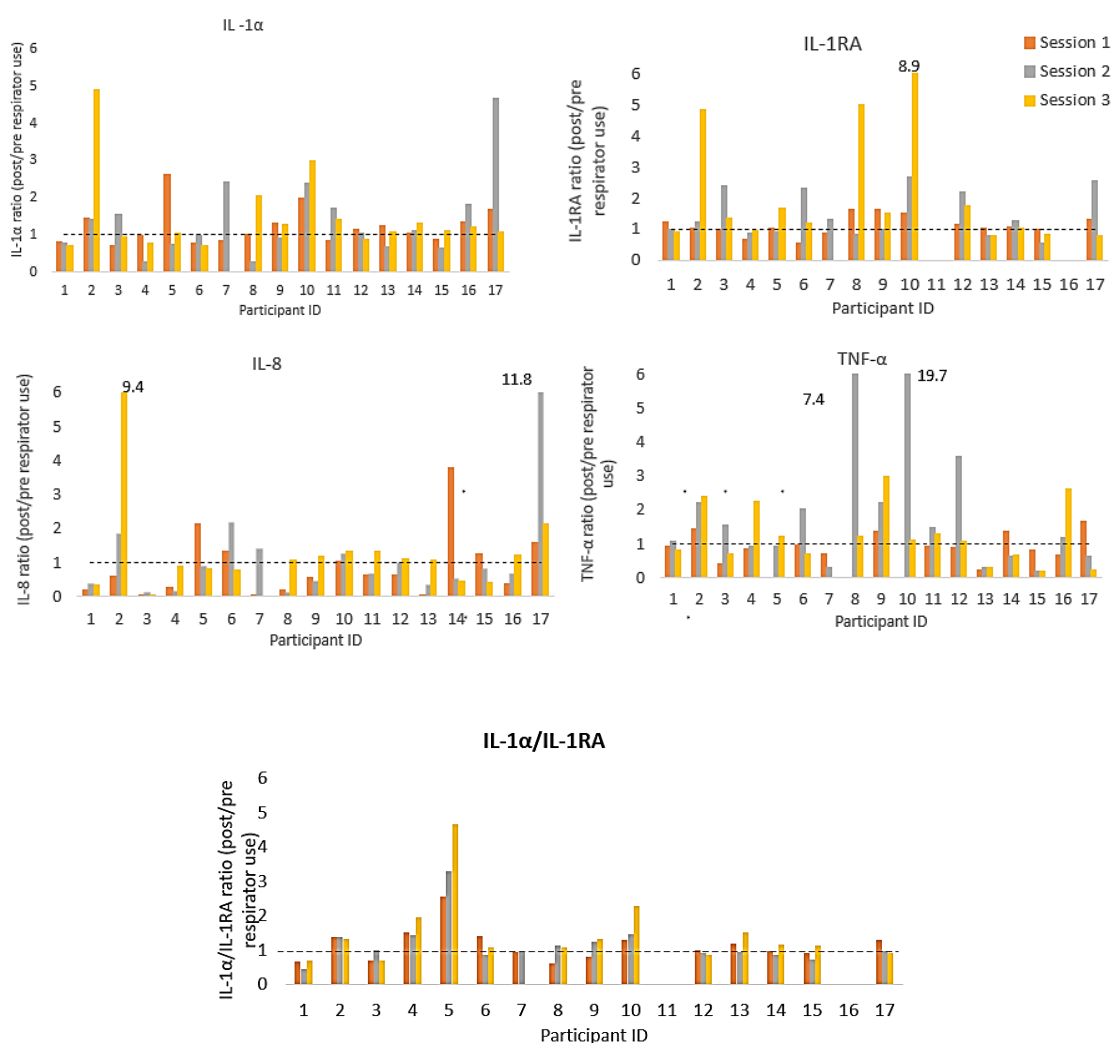 IL -1α
IL-1α ratio (post/pre respirator use)
6
5
4
3
2
1
0
1 2 3 4 5 6 7 8 9 10 11 12 13 14 15 16 17
Participant ID
IL-1RA
8.9
Session 1
Session 2
Session 3
IL-1RA ratio (post/pre
respirator use)
6
5
4
3
2
1
0
1 2 3 4 5 6 7 8 9 10 11 12 13 14 15 16 17
Participant ID
IL-8
9.4
11.8
IL-8 ratio (post/pre respirator use)
6
5
4
3
2
1
0
*
1 2 3 4 5 6 7 8 9 10 11 12 13 14* 15 16 17
Participant ID
TNF-α
7.4
19.7
TNF-α ratio (post/pre respirator
use)
6
5
4
3
2
1
0
* * *
1 2 3 4 5 6 7 8 9 10 11 12 13 14 15 16 17
*
Participant ID
IL-1α/IL-1RA
IL-1α/IL-1RA ratio (post/pre
respirator use)
6
5
4
3
2
1
0
1 2 3 4 5 6 7 8 9 10 11 12 13 14 15 16 17
Participant ID